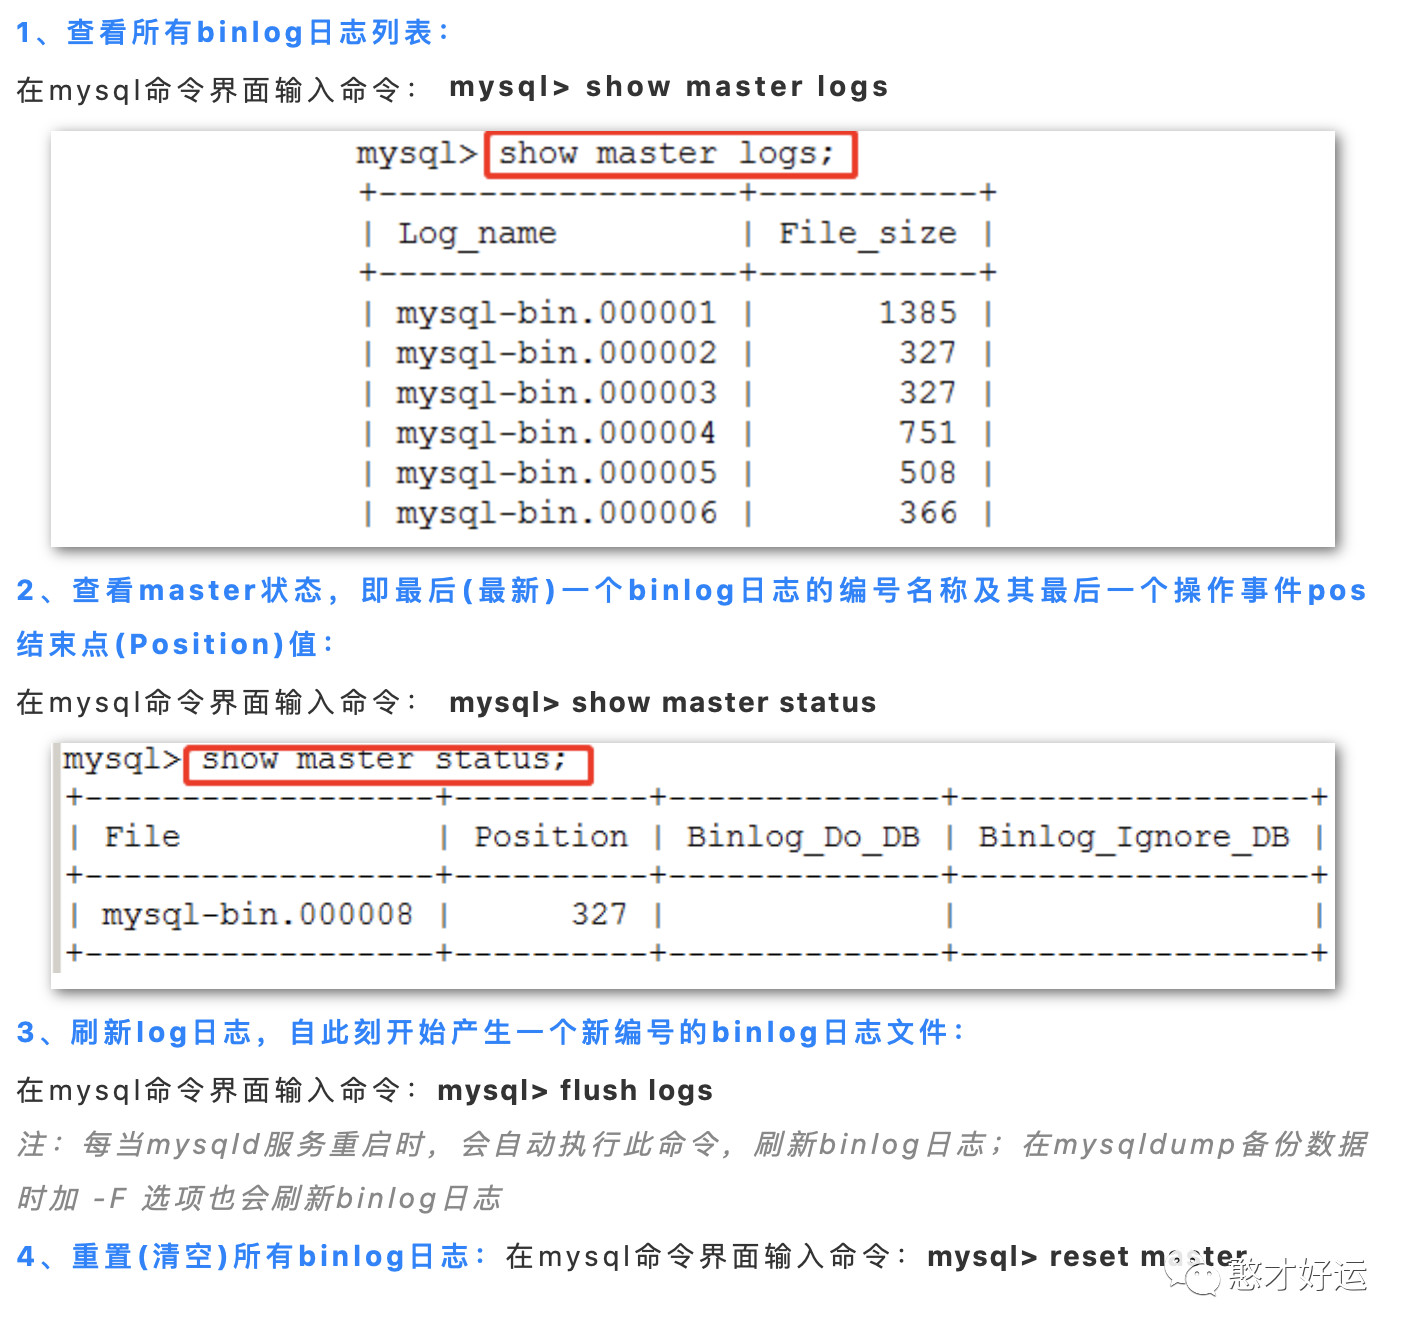 1、查看所有binlog日志列表：
在mysql命令界面输入命令： mysql> show master logs
mysql> show master logs;
+------------------+-----------+
| Log_name         | File_size |
+------------------+-----------+
| mysql-bin.000001 |      1385 |
| mysql-bin.000002 |       327 |
| mysql-bin.000003 |       327 |
| mysql-bin.000004 |       751 |
| mysql-bin.000005 |       508 |
| mysql-bin.000006 |       366 |
2、查看master状态，即最后(最新)一个binlog日志的编号名称及其最后一个操作事件pos
结束点(Position)值：
在mysql命令界面输入命令： mysql> show master status
mysql> show master status;
+------------------+----------+--------------+------------------+
| File             | Position | Binlog_Do_DB | Binlog_Ignore_DB |
+------------------+----------+--------------+------------------+
| mysql-bin.000008 |      327 |              |                  |
+------------------+----------+--------------+------------------+
3、刷新log日志，自此刻开始产生一个新编号的binlog日志文件：
在mysql命令界面输入命令：mysql> flush logs
注：每当mysqld服务重启时，会自动执行此命令，刷新binlog日志；在mysqldump备份数据
时加 -F 选项也会刷新binlog日志
4、重置(清空)所有binlog日志：在mysql命令界面输入命令：mysql> reset master
憨才好运